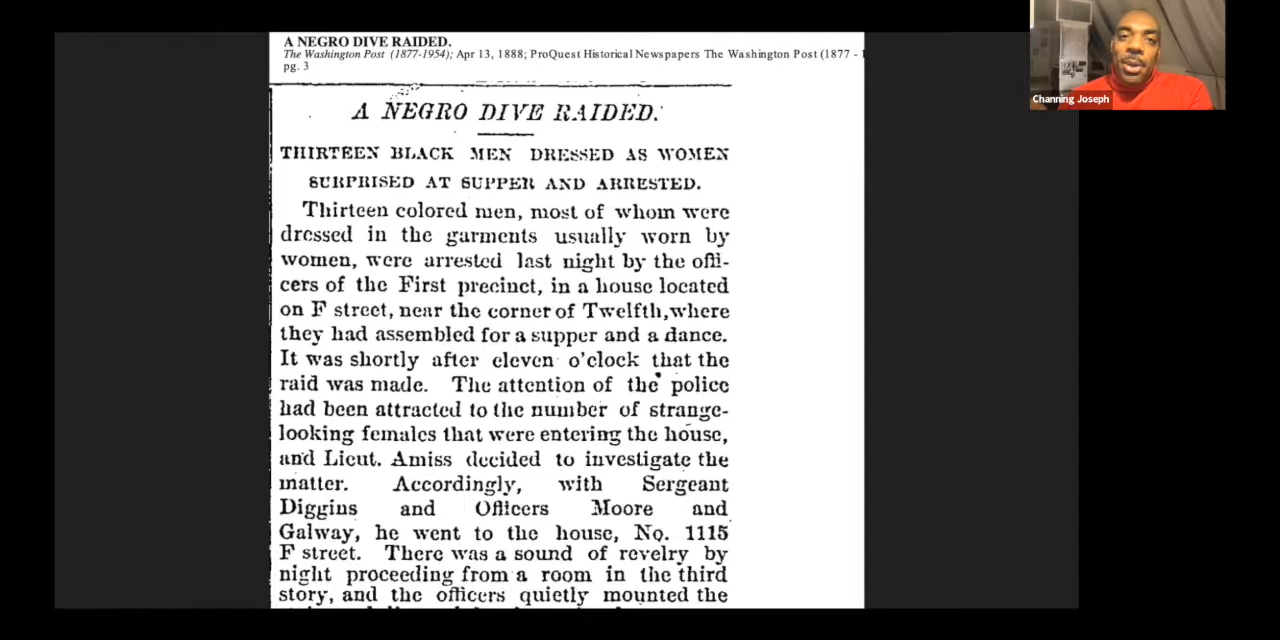 A NEGRO DIVE RAIDED.
The Washington Post (1877-1954); Apr 13, 1888; ProQuest Historical Newspapers The Washington Post (1877 -
pg. 3
A NEGRO DIVE RAIDED.
THIRTEEN BLACK MEN DRESSED AS WOMEN
SURPRISED AT SUPPER AND ARRESTED.
Thirteen colored men, most of whom were
dressed in the garments usually worn by
women, were arrested last night by the offi-
cers of the First precinct, in a house located
on F street, near the corner of Twelfth, where
they had assembled for a supper and a dance.
It was shortly after eleven o'clock that the
raid was made. The attention of the police
had been attracted to the number of strange-
looking females that were entering the house,
and Lieut. Amiss decided to investigate the
matter. Accordingly, with Sergeant
Diggins and Officers Moore and
Galway, he went to the house, No. 1115
F street. There was a sound of revelry by
night proceeding from a room in the third
story, and the officers quietly mounted the
Channing Joseph